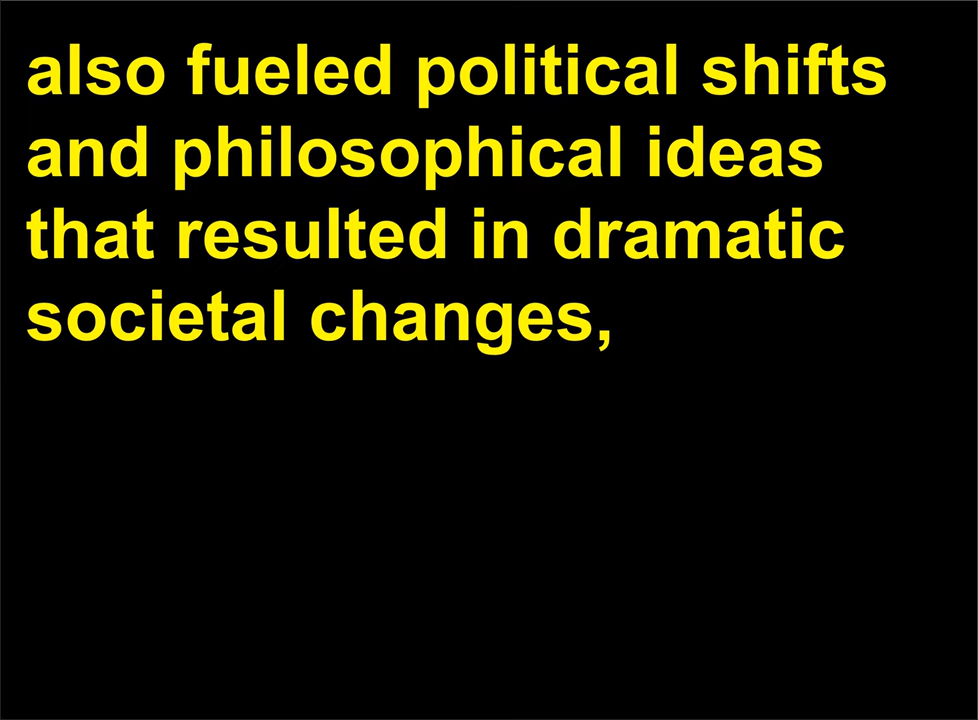 also fueled political shifts
and philosophical ideas
that resulted in dramatic
societal changes,